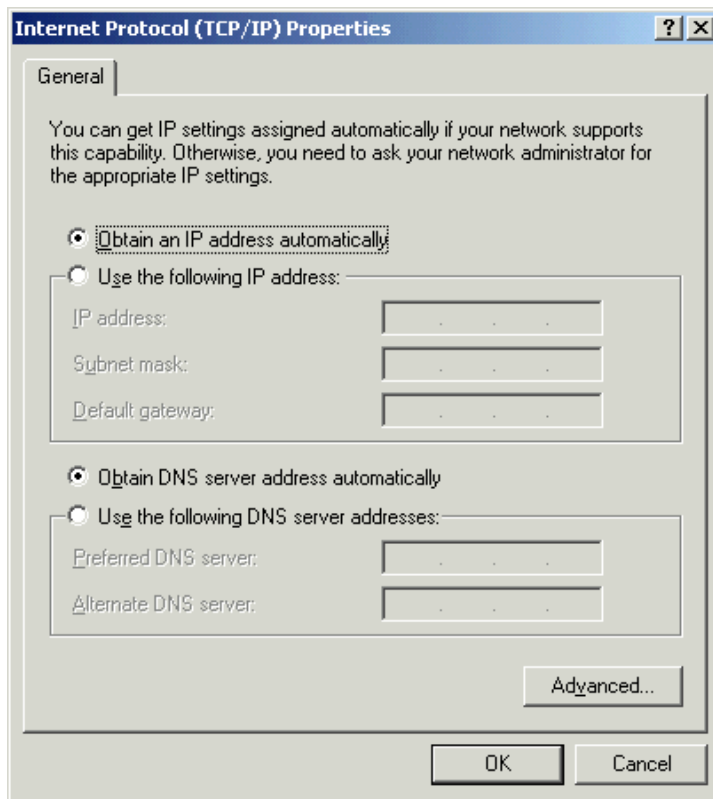 Internet Protocol (TCP/IP) Properties
General
You can get IP settings assigned automatically if your network supports
this capability. Otherwise, you need to ask your network administrator for
the appropriate IP settings.
Obtain an IP address automatically
Use the following IP address:
IP address:
Subnet mask:
Default gateway:
Obtain DNS server address automatically
Use the following DNS server addresses:
Preferred DNS server:
Alternate DNS server:
Advanced...
OK Cancel